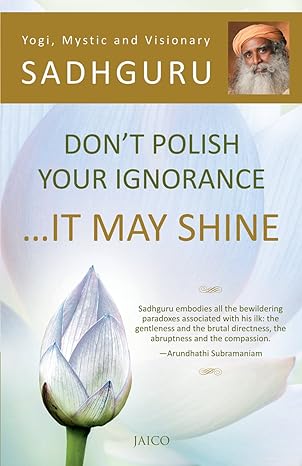 Yogi, Mystic and Visionary
SADHGURU
DON'T POLISH
YOUR IGNORANCE
...IT MAY SHINE
Sadhguru embodies all the bewildering
paradoxes associated with his ilk: the
gentleness and the brutal directness, the
abruptness and the compassion.
—Arundhathi Subramaniam
JAICO